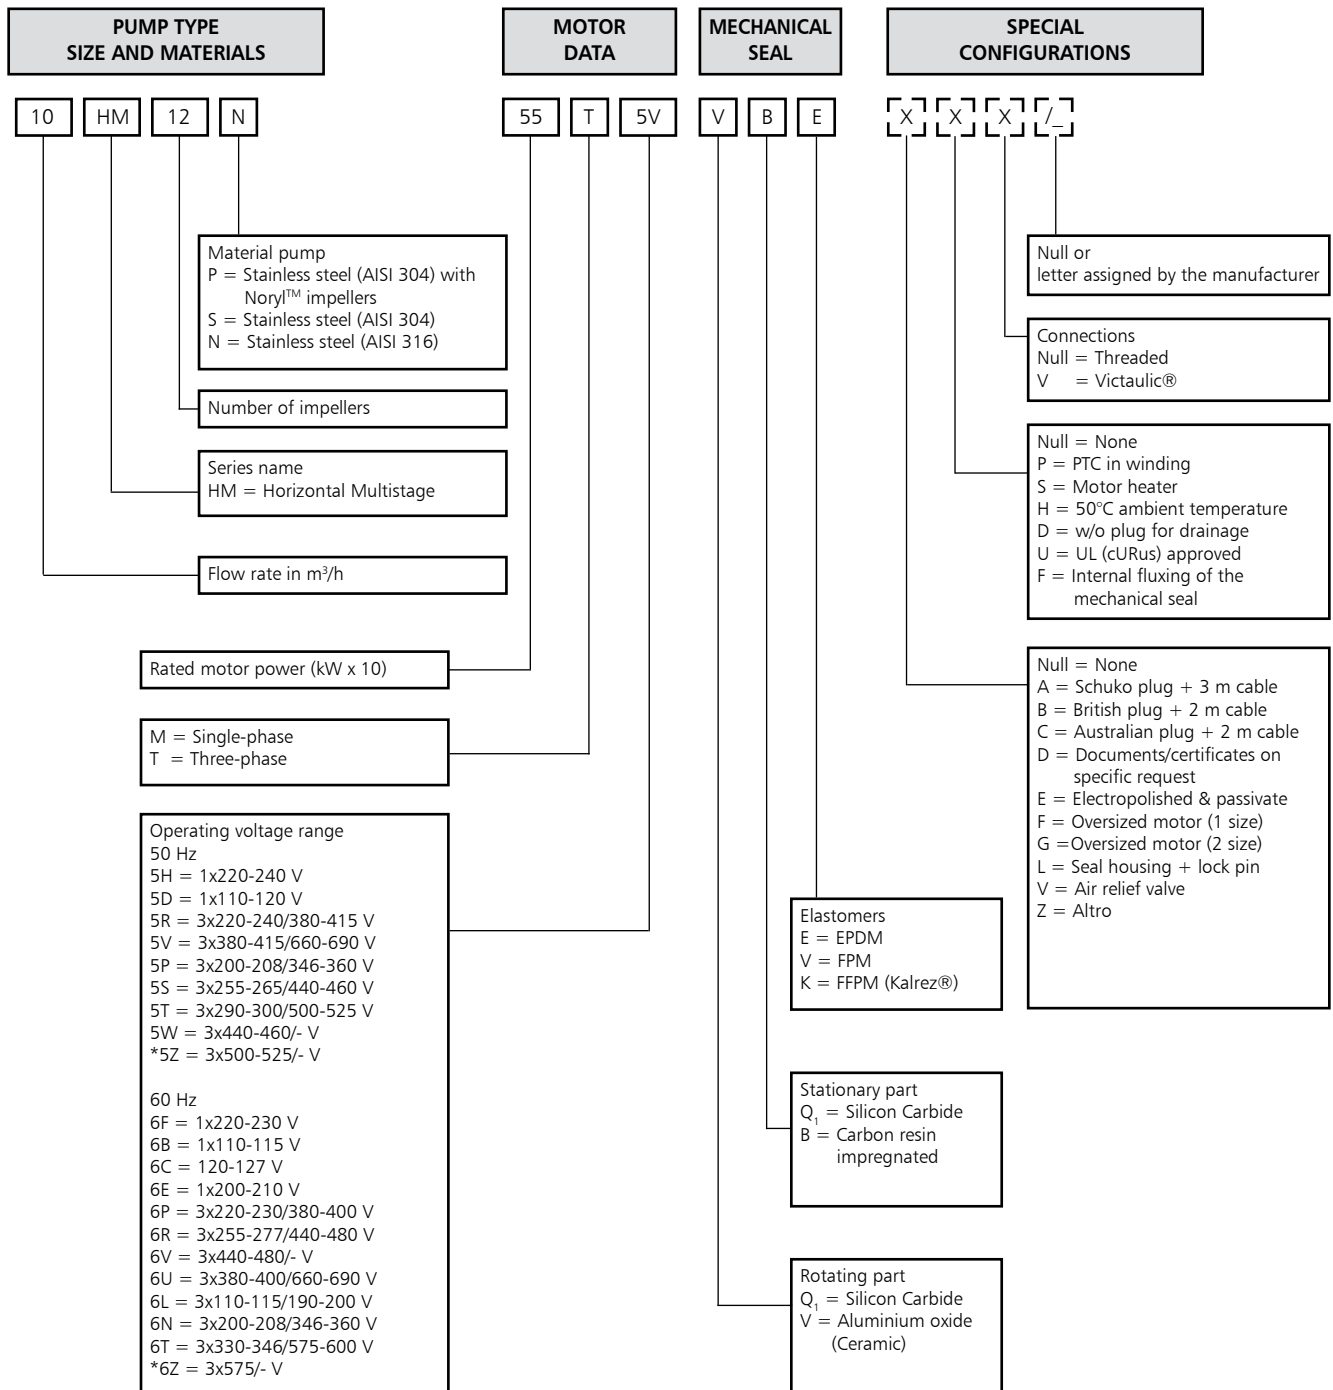 PUMP TYPE
SIZE AND MATERIALS
MOTOR
DATA
MECHANICAL
SEAL
SPECIAL
CONFIGURATIONS
10 HM 12 N 55 T 5V V B E X X X /_
Material pump
P = Stainless steel (AISI 304) with
Noryl™ impellers
S = Stainless steel (AISI 304)
N = Stainless steel (AISI 316)
Number of impellers
Series name
HM = Horizontal Multistage
Flow rate in m³/h
Rated motor power (kW x 10)
M = Single-phase
T = Three-phase
Operating voltage range
50 Hz
5H = 1x220-240 V
5D = 1x110-120 V
5R = 3x220-240/380-415 V
5V = 3x380-415/660-690 V
5P = 3x200-208/346-360 V
5S = 3x255-265/440-460 V
5T = 3x290-300/500-525 V
5W = 3x440-460/- V
*5Z = 3x500-525/- V
60 Hz
6F = 1x220-230 V
6B = 1x110-115 V
6C = 120-127 V
6E = 1x200-210 V
6P = 3x220-230/380-400 V
6R = 3x255-277/440-480 V
6V = 3x440-480/- V
6U = 3x380-400/660-690 V
6L = 3x110-115/190-200 V
6N = 3x200-208/346-360 V
6T = 3x330-346/575-600 V
*6Z = 3x575/- V
Elastomers
E = EPDM
V = FPM
K = FFPM (Kalrez®)
Stationary part
Q₁ = Silicon Carbide
B = Carbon resin
impregnated
Rotating part
Q₁ = Silicon Carbide
V = Aluminium oxide
(Ceramic)
Null or
letter assigned by the manufacturer
Connections
Null = Threaded
V = Victaulic®
Null = None
P = PTC in winding
S = Motor heater
H = 50°C ambient temperature
D = w/o plug for drainage
U = UL (cURus) approved
F = Internal fluxing of the
mechanical seal
Null = None
A = Schuko plug + 3 m cable
B = British plug + 2 m cable
C = Australian plug + 2 m cable
D = Documents/certificates on
specific request
E = Electropolished & passivate
F = Oversized motor (1 size)
G =Oversized motor (2 size)
L = Seal housing + lock pin
V = Air relief valve
Z = Altro